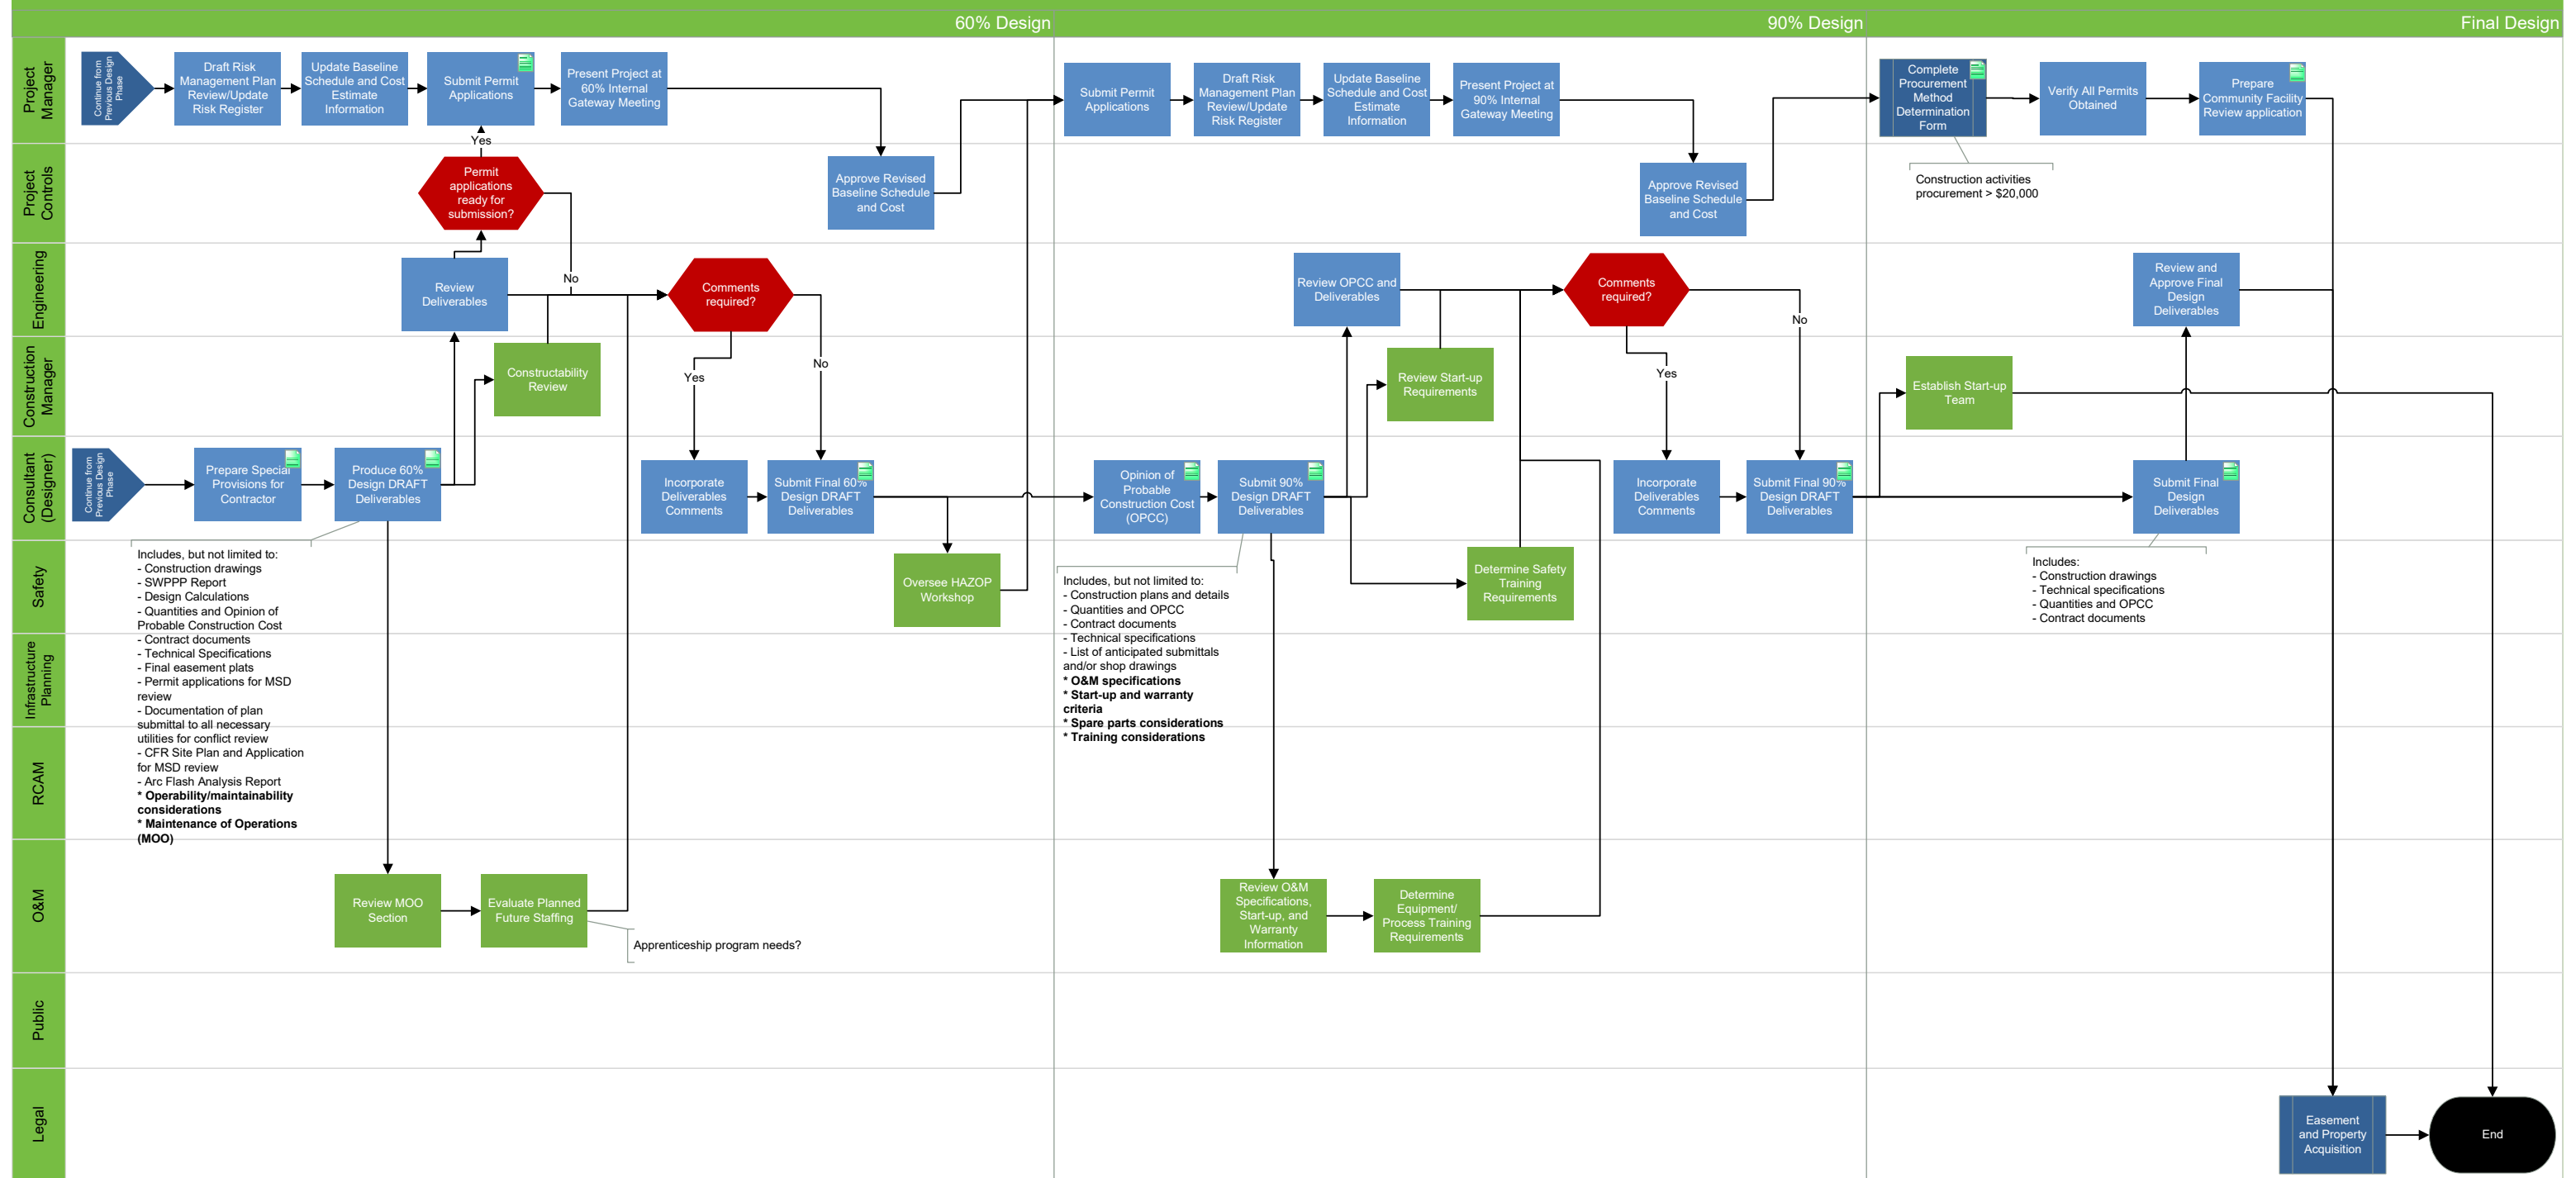 60% Design
90% Design
Final Design
Project
Manager
Continue from
Previous Design
Phase
Draft Risk
Management Plan
Review/Update
Risk Register
Update Baseline
Schedule and Cost
Estimate
Information
Submit Permit
Applications
Present Project at
60% Internal
Gateway Meeting
Submit Permit
Applications
Draft Risk
Management Plan
Review/Update
Risk Register
Update Baseline
Schedule and Cost
Estimate
Information
Present Project at
90% Internal
Gateway Meeting
Complete
Procurement
Method
Determination
Form
Verify All Permits
Obtained
Prepare
Community Facility
Review application
Yes
Project
Controls
Permit
applications
ready for
submission?
Approve Revised
Baseline Schedule
and Cost
Approve Revised
Baseline Schedule
and Cost
Construction activities
procurement > $20,000
Engineering
Review
Deliverables
No
Comments
required?
Review OPCC and
Deliverables
Comments
required?
No
Review and
Approve Final
Design
Deliverables
Construction
Manager
Constructability
Review
Yes
No
Review Start-up
Requirements
Yes
Establish Start-up
Team
Consultant
(Designer)
Continue from
Previous Design
Phase
Prepare Special
Provisions for
Contractor
Produce 60%
Design DRAFT
Deliverables
Incorporate
Deliverables
Comments
Submit Final 60%
Design DRAFT
Deliverables
Opinion of
Probable
Construction Cost
(OPCC)
Submit 90%
Design DRAFT
Deliverables
Incorporate
Deliverables
Comments
Submit Final 90%
Design DRAFT
Deliverables
Submit Final
Design
Deliverables
Safety
Includes, but not limited to:
- Construction drawings
- SWPPP Report
- Design Calculations
- Quantities and Opinion of
Probable Construction Cost
- Contract documents
- Technical Specifications
- Final easement plats
- Permit applications for MSD
review
- Documentation of plan
submittal to all necessary
utilities for conflict review
- CFR Site Plan and Application
for MSD review
- Arc Flash Analysis Report
* Operability/maintainability
considerations
* Maintenance of Operations
(MOO)
Oversee HAZOP
Workshop
Includes, but not limited to:
- Construction plans and details
- Quantities and OPCC
- Contract documents
- Technical specifications
- List of anticipated submittals
and/or shop drawings
* O&M specifications
* Start-up and warranty
criteria
* Spare parts considerations
* Training considerations
Determine Safety
Training
Requirements
Includes:
- Construction drawings
- Technical specifications
- Quantities and OPCC
- Contract documents
Infrastructure
Planning
RCAM
O&M
Review MOO
Section
Evaluate Planned
Future Staffing
Apprenticeship program needs?
Review O&M
Specifications,
Start-up, and
Warranty
Information
Determine
Equipment/
Process Training
Requirements
Public
Legal
Easement
and Property
Acquisition
End